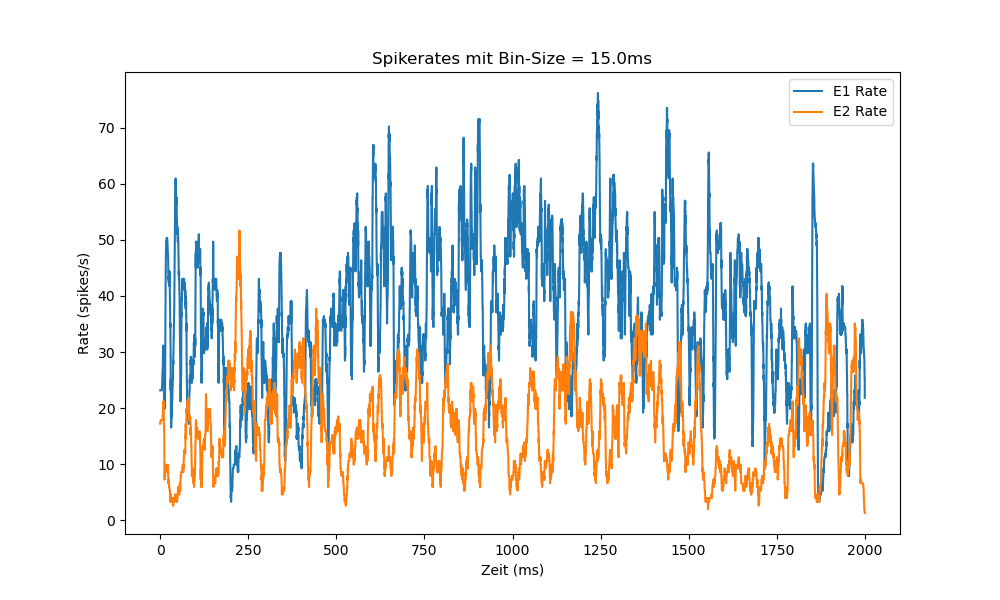 Spikerates mit Bin-Size = 15.0ms
E1 Rate
E2 Rate
Rate (spikes/s)
70
60
50
40
30
20
10
0
0 250 500 750 1000 1250 1500 1750 2000
Zeit (ms)